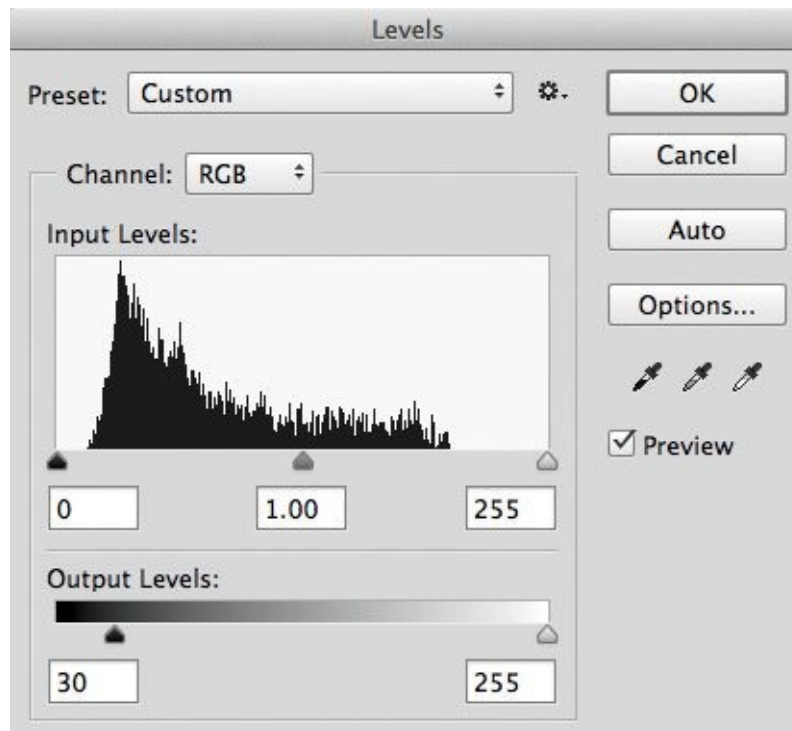 Levels
Preset: Custom
OK
Cancel
Channel: RGB
Auto
Input Levels:
Options...
Preview
0 1.00 255
Output Levels:
30 255